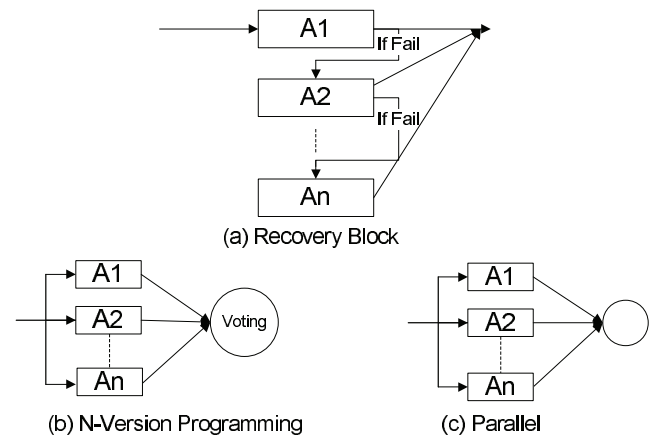 A1
If Fail
A2
If Fail
An
(a) Recovery Block
A1
A2
An
Voting
(b) N-Version Programming
A1
A2
An
(c) Parallel